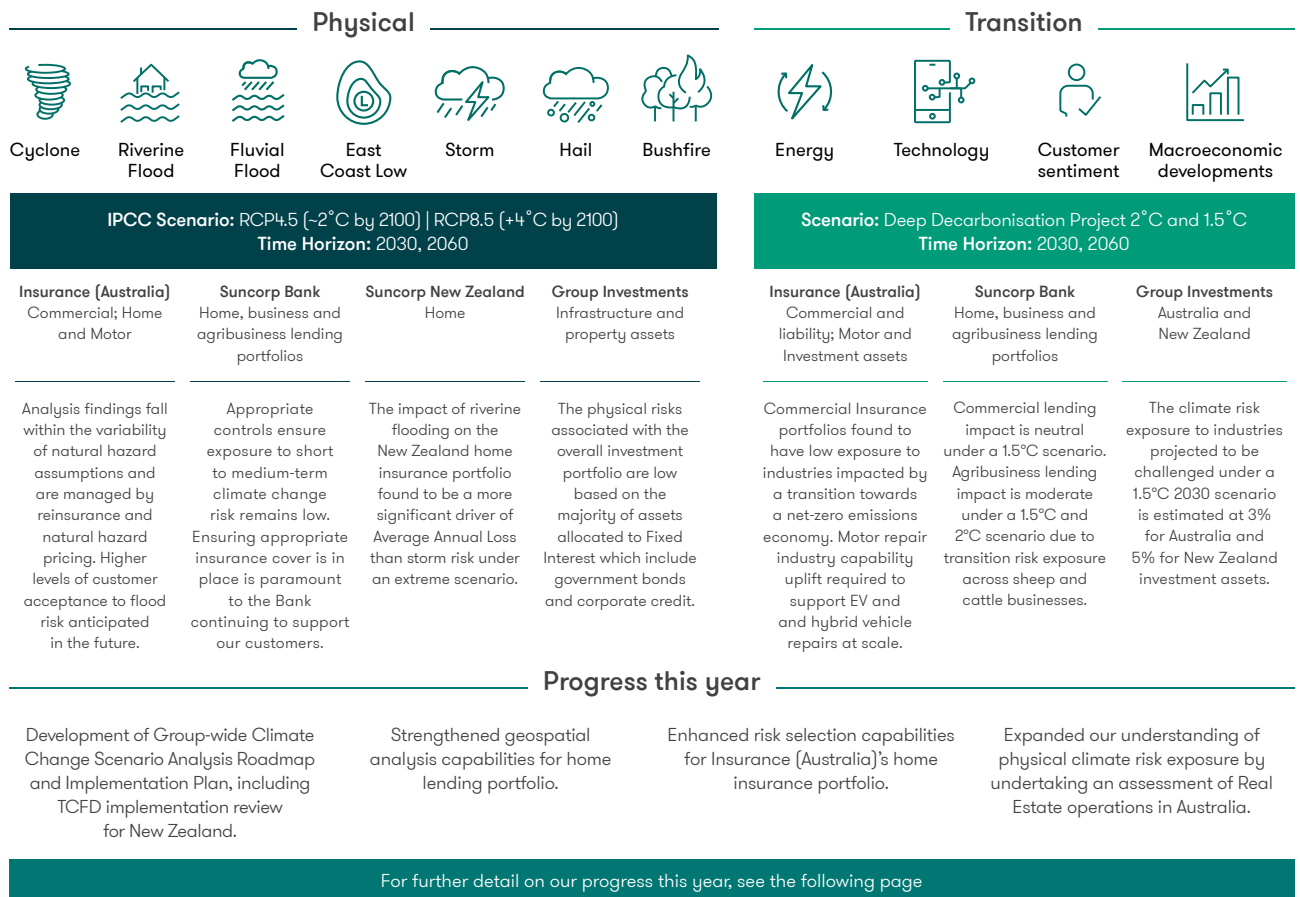 Physical
Cyclone
Riverine
Flood
Fluvial
Flood
L
East
Coast Low
Storm
Hail
Bushfire
IPCC Scenario: RCP4.5 (~2°C by 2100) | RCP8.5 (+4°C by 2100)
Time Horizon: 2030, 2060
Insurance (Australia)
Commercial; Home
and Motor
Analysis findings fall
within the variability
of natural hazard
assumptions and
are managed by
reinsurance and
natural hazard
pricing. Higher
levels of customer
acceptance to flood
risk anticipated
in the future.
Suncorp Bank
Home, business and
agribusiness lending
portfolios
Appropriate
controls ensure
exposure to short
to medium-term
climate change
risk remains low.
Ensuring appropriate
insurance cover is in
place is paramount
to the Bank
continuing to support
our customers.
Suncorp New Zealand
Home
The impact of riverine
flooding on the
New Zealand home
insurance portfolio
found to be a more
significant driver of
Average Annual Loss
than storm risk under
an extreme scenario.
Group Investments
Infrastructure and
property assets
The physical risks
associated with the
overall investment
portfolio are low
based on the
majority of assets
allocated to Fixed
Interest which include
government bonds
and corporate credit.
Transition
Energy
Technology
Customer
sentiment
Macroeconomic
developments
Scenario: Deep Decarbonisation Project 2°C and 1.5°C
Time Horizon: 2030, 2060
Insurance (Australia)
Commercial and
liability; Motor and
Investment assets
Commercial Insurance
portfolios found to
have low exposure to
industries impacted by
a transition towards
a net-zero emissions
economy. Motor repair
industry capability
uplift required to
support EV and
and hybrid vehicle
repairs at scale.
Suncorp Bank
Home, business and
agribusiness lending
portfolios
Commercial lending
impact is neutral
under a 1.5°C scenario.
Agribusiness lending
impact is moderate
under a 1.5°C and
2°C scenario due to
transition risk exposure
across sheep and
cattle businesses.
Group Investments
Australia and
New Zealand
The climate risk
exposure to industries
projected to be
challenged under a
1.5°C 2030 scenario
is estimated at 3%
for Australia and
5% for New Zealand
investment assets.
Progress this year
Development of Group-wide Climate
Change Scenario Analysis Roadmap
and Implementation Plan, including
TCFD implementation review
for New Zealand.
Strengthened geospatial
analysis capabilities for home
lending portfolio.
Enhanced risk selection capabilities
for Insurance (Australia)'s home
insurance portfolio.
Expanded our understanding of
physical climate risk exposure by
undertaking an assessment of Real
Estate operations in Australia.
For further detail on our progress this year, see the following page